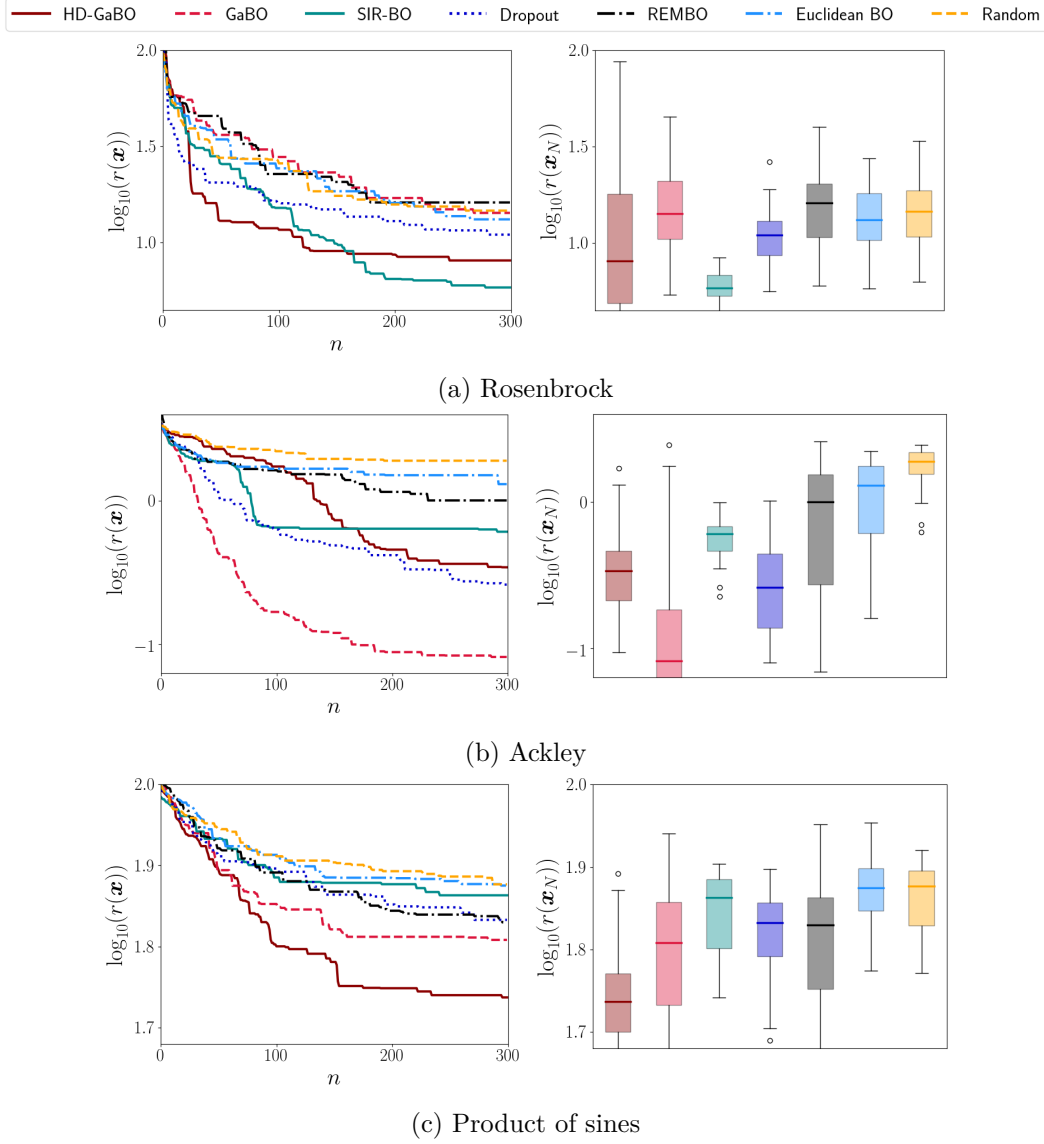 HD-GaBO GaBO SIR-BO Dropout REMBO Euclidean BO Random
2.0
1.5
1.0
log₁₀(r(𝒙))
0 100 200 300
n
2.0
1.5
1.0
log₁₀(r(𝒙_N))
(a) Rosenbrock
0
−1
log₁₀(r(𝒙))
0 100 200 300
n
0
−1
log₁₀(r(𝒙_N))
(b) Ackley
2.0
1.9
1.8
1.7
log₁₀(r(𝒙))
0 100 200 300
n
2.0
1.9
1.8
1.7
log₁₀(r(𝒙_N))
(c) Product of sines